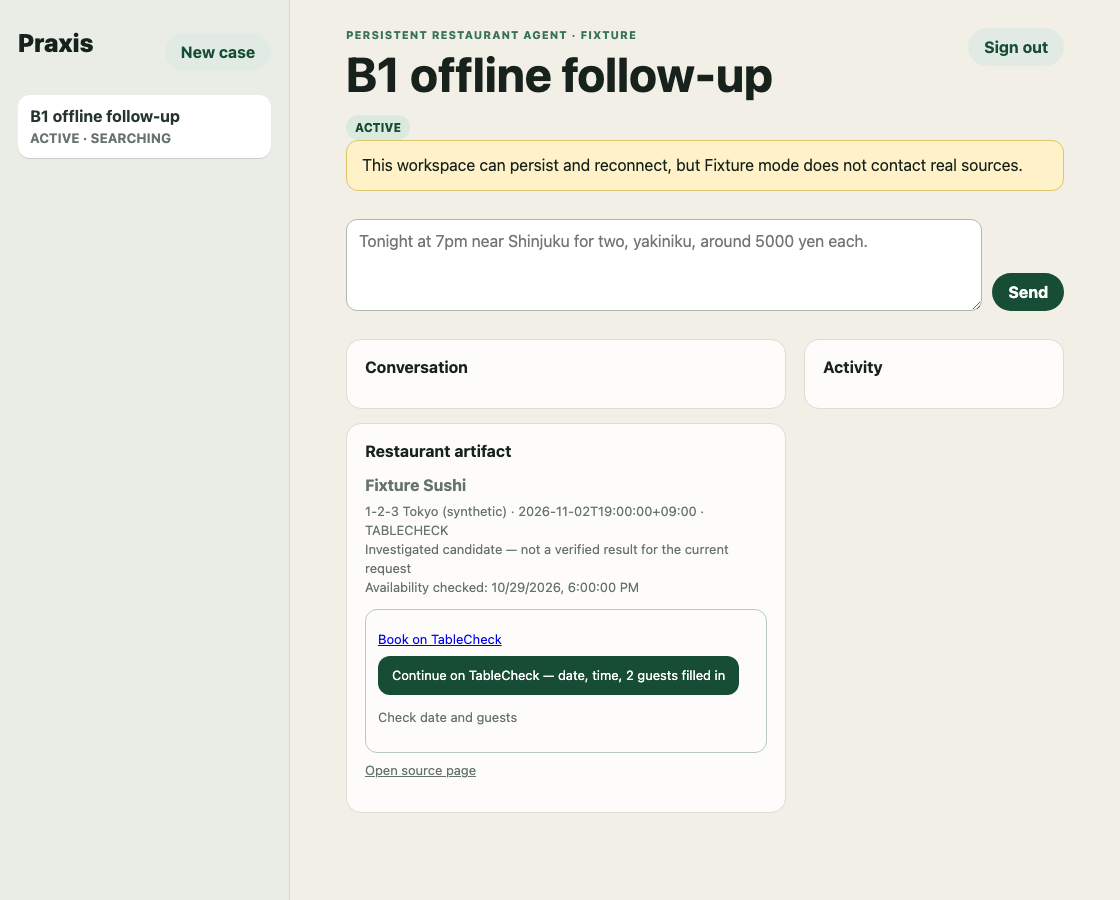 Praxis
New case
B1 offline follow-up
ACTIVE · SEARCHING
PERSISTENT RESTAURANT AGENT · FIXTURE
B1 offline follow-up
Sign out
ACTIVE
This workspace can persist and reconnect, but Fixture mode does not contact real sources.
Tonight at 7pm near Shinjuku for two, yakiniku, around 5000 yen each.
Send
Conversation
Activity
Restaurant artifact
Fixture Sushi
1-2-3 Tokyo (synthetic) · 2026-11-02T19:00:00+09:00 ·
TABLECHECK
Investigated candidate — not a verified result for the current
request
Availability checked: 10/29/2026, 6:00:00 PM
Book on TableCheck
Continue on TableCheck — date, time, 2 guests filled in
Check date and guests
Open source page